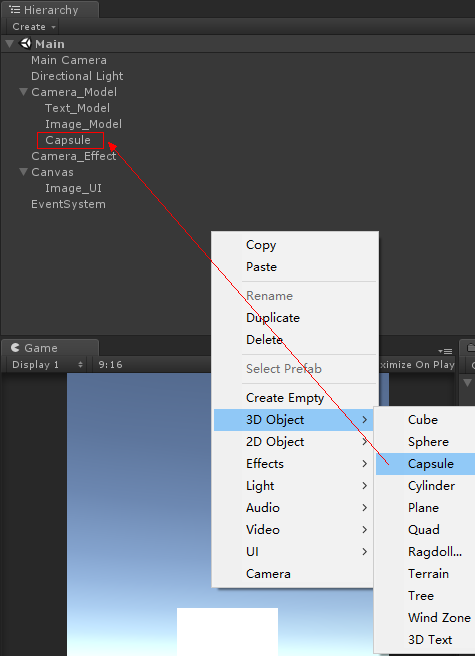 Hierarchy
Create
Main
Main Camera
Directional Light
Camera_Model
Text_Model
Image_Model
Capsule
Camera_Effect
Canvas
Image_UI
EventSystem
Copy
Paste
Rename
Duplicate
Delete
Select Prefab
Create Empty
3D Object
2D Object
Effects
Light
Audio
Video
UI
Camera
Game
Display 1
9:16
ximize On Play
Cube
Sphere
Capsule
Cylinder
Plane
Quad
Ragdoll...
Terrain
Tree
Wind Zone
3D Text